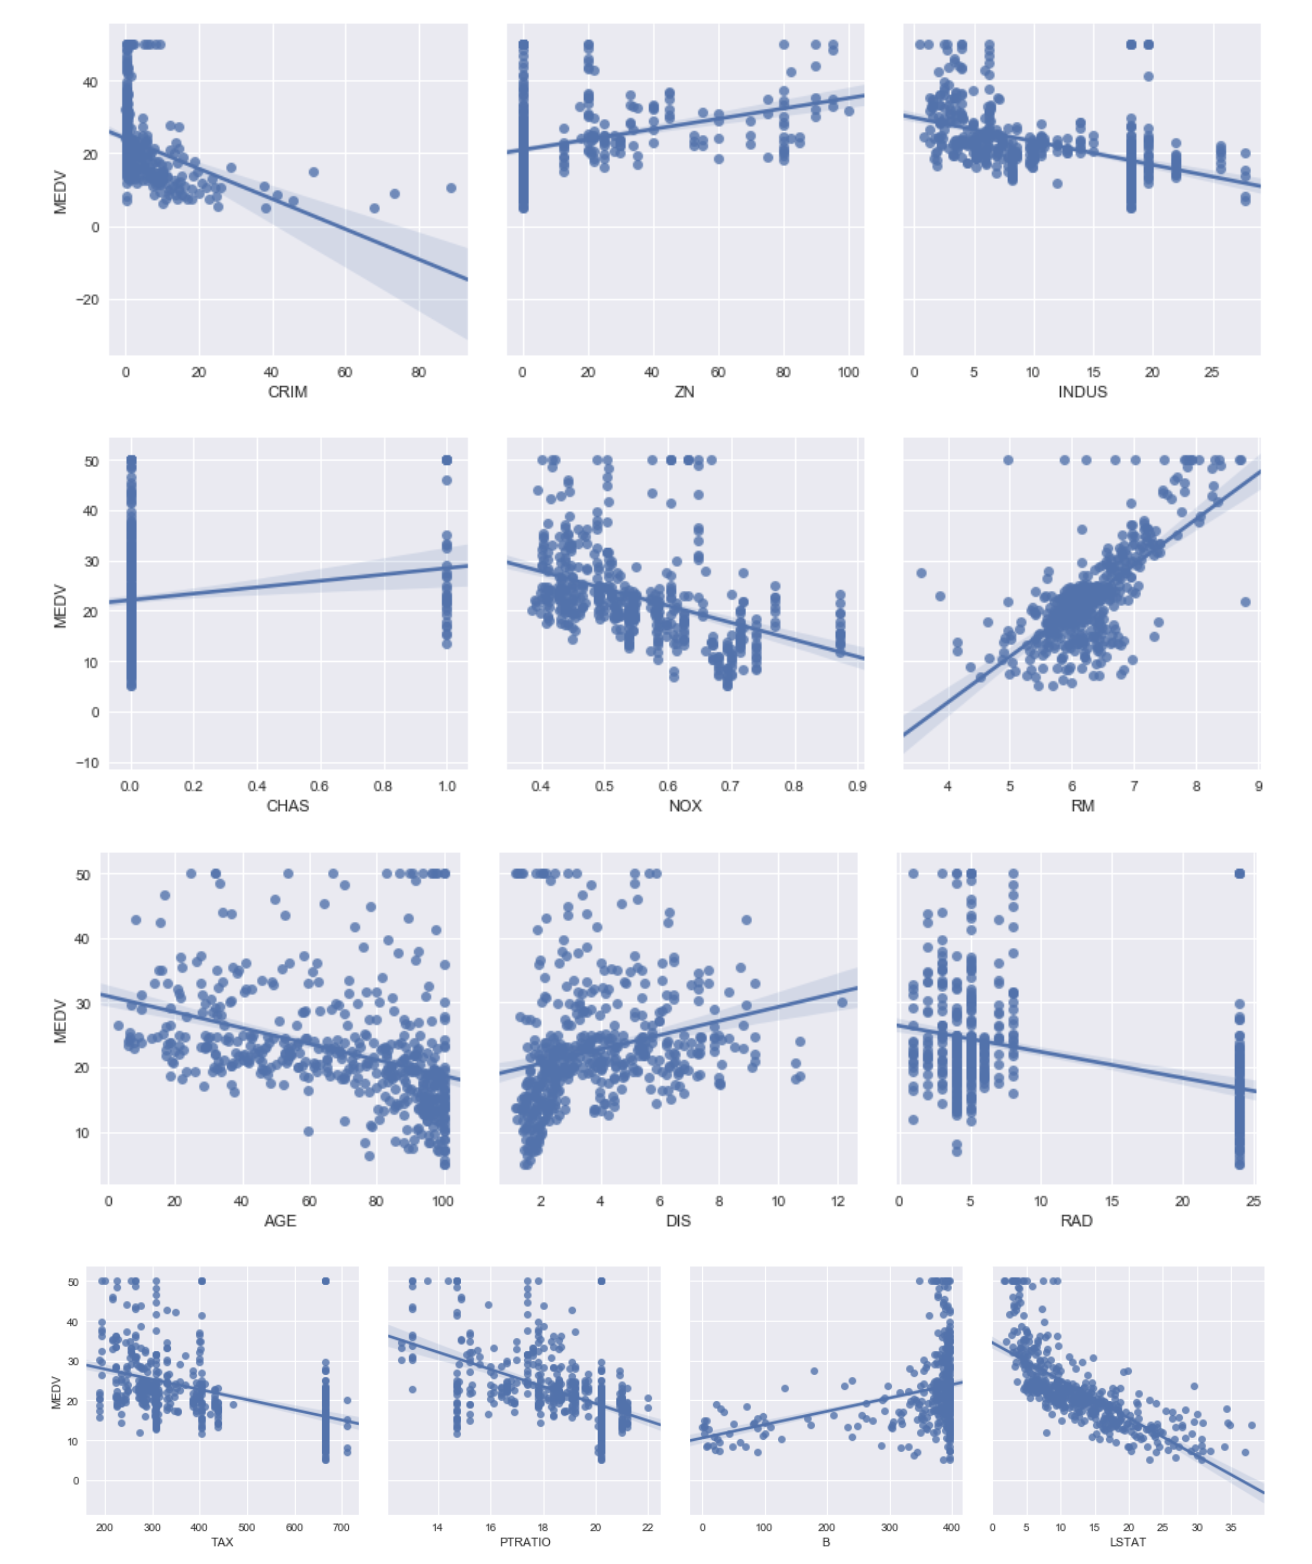 40
20
0
−20
MEDV
0 20 40 60 80
CRIM
0 20 40 60 80 100
ZN
0 5 10 15 20 25
INDUS
50
40
30
20
10
0
−10
MEDV
0.0 0.2 0.4 0.6 0.8 1.0
CHAS
0.4 0.5 0.6 0.7 0.8 0.9
NOX
4 5 6 7 8 9
RM
50
40
30
20
10
MEDV
0 20 40 60 80 100
AGE
2 4 6 8 10 12
DIS
0 5 10 15 20 25
RAD
50
40
30
20
10
0
MEDV
200 300 400 500 600 700
TAX
14 16 18 20 22
PTRATIO
0 100 200 300 400
B
0 5 10 15 20 25 30 35
LSTAT